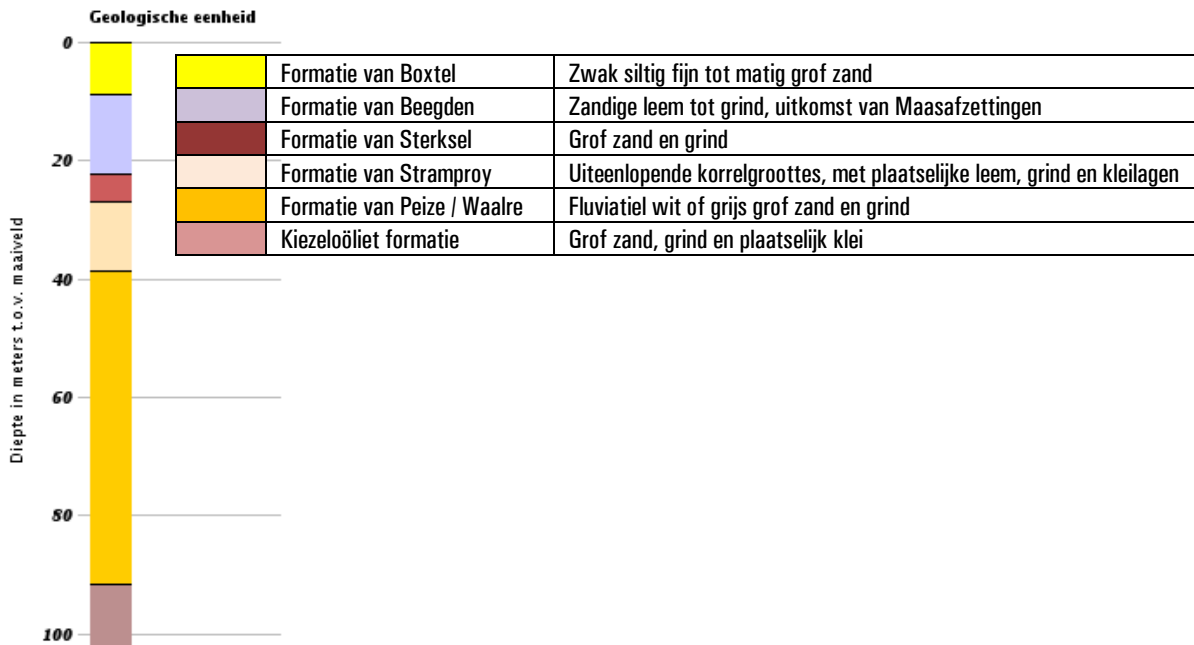 Geologische eenheid
0
Formatie van Boxtel Zwak siltig fijn tot matig grof zand
Formatie van Beegden Zandige leem tot grind, uitkomst van Maasafzettingen
Formatie van Sterksel Grof zand en grind
20
Formatie van Stramproy Uiteenlopende korrelgroottes, met plaatselijke leem, grind en kleilagen
Formatie van Peize / Waalre Fluviatiel wit of grijs grof zand en grind
Kiezeloöliet formatie Grof zand, grind en plaatselijk klei
40
60
80
100
Diepte in meters t.o.v. maaiveld